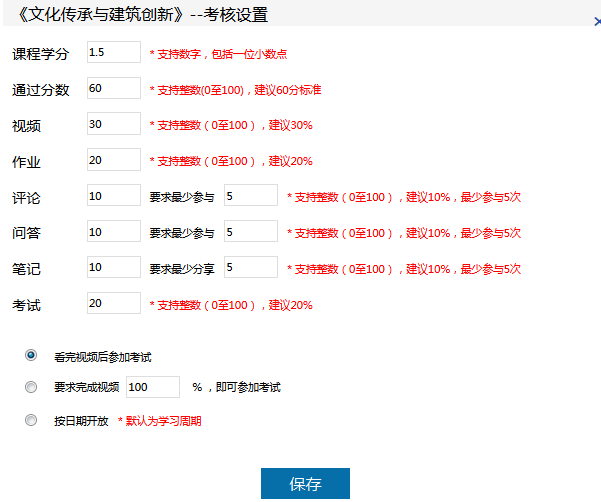 《文化传承与建筑创新》--考核设置
课程学分 1.5 * 支持数字，包括一位小数点
通过分数 60 * 支持整数(0至100)，建议60分标准
视频 30 * 支持整数（0至100），建议30%
作业 20 * 支持整数（0至100），建议20%
评论 10 要求最少参与 5 * 支持整数（0至100），建议10%，最少参与5次
问答 10 要求最少参与 5 * 支持整数（0至100），建议10%，最少参与5次
笔记 10 要求最少分享 5 * 支持整数（0至100），建议10%，最少参与5次
考试 20 * 支持整数（0至100），建议20%
看完视频后参加考试
要求完成视频 100 %，即可参加考试
按日期开放 * 默认为学习周期
保存